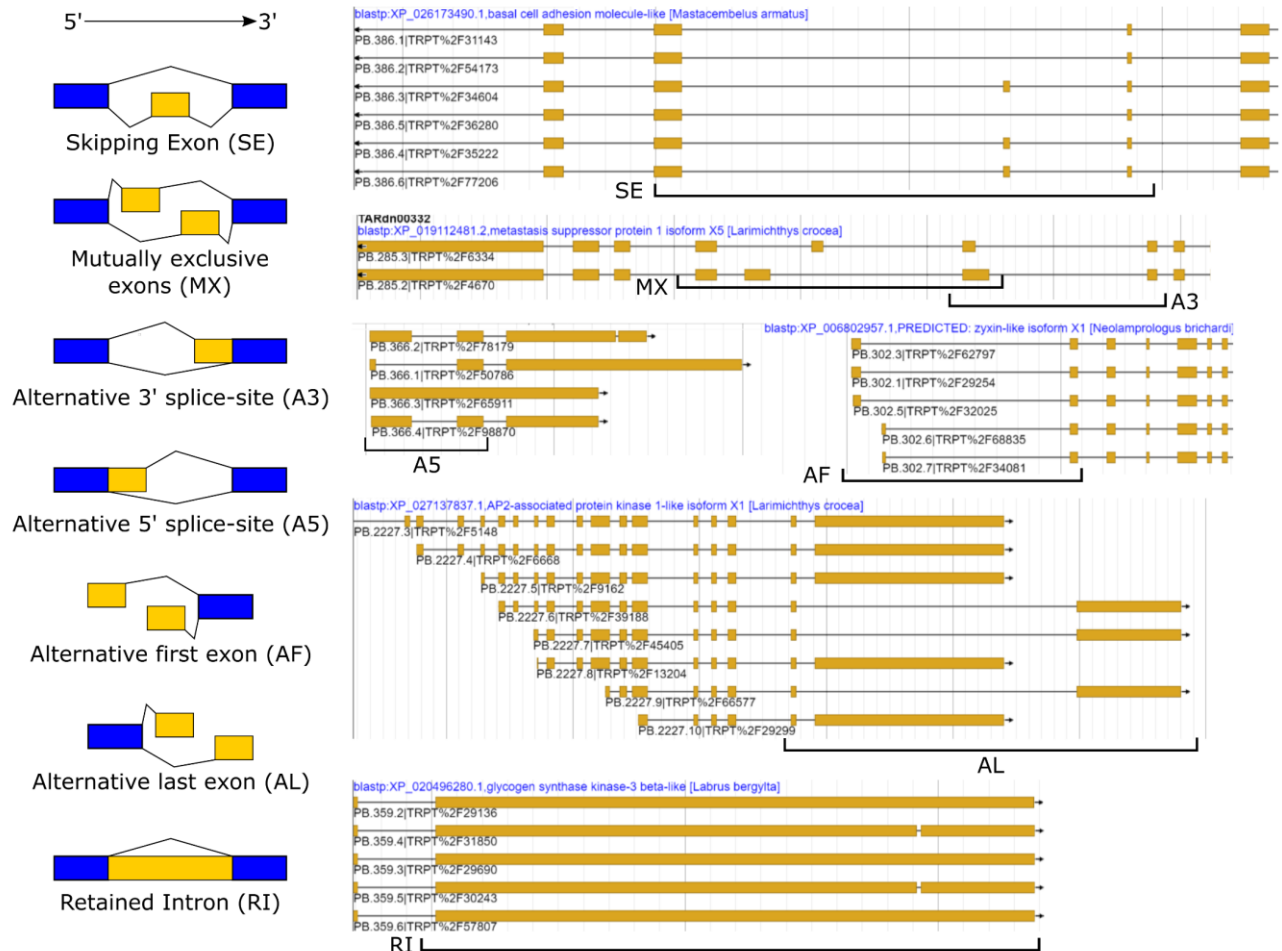 5' 3'
Skipping Exon (SE)
Mutually exclusive
exons (MX)
Alternative 3' splice-site (A3)
Alternative 5' splice-site (A5)
Alternative first exon (AF)
Alternative last exon (AL)
Retained Intron (RI)
blastp:XP_026173490.1,basal cell adhesion molecule-like [Mastacembelus armatus]
PB.386.1|TRPT%2F31143
PB.386.2|TRPT%2F54173
PB.386.3|TRPT%2F34604
PB.386.5|TRPT%2F36280
PB.386.4|TRPT%2F35222
PB.386.6|TRPT%2F77206
SE
TARdn00332
blastp:XP_019112481.2,metastasis suppressor protein 1 isoform X5 [Larimichthys crocea]
PB.285.3|TRPT%2F6334
PB.285.2|TRPT%2F4670
MX
A3
PB.366.2|TRPT%2F78179
PB.366.1|TRPT%2F50786
PB.366.3|TRPT%2F65911
PB.366.4|TRPT%2F98870
A5
blastp:XP_006802957.1,PREDICTED: zyxin-like isoform X1 [Neolamprologus brichardi]
PB.302.3|TRPT%2F62797
PB.302.1|TRPT%2F29254
PB.302.5|TRPT%2F32025
PB.302.6|TRPT%2F68835
PB.302.7|TRPT%2F34081
AF
blastp:XP_027137837.1,AP2-associated protein kinase 1-like isoform X1 [Larimichthys crocea]
PB.2227.3|TRPT%2F5148
PB.2227.4|TRPT%2F6668
PB.2227.5|TRPT%2F9162
PB.2227.6|TRPT%2F39188
PB.2227.7|TRPT%2F45405
PB.2227.8|TRPT%2F13204
PB.2227.9|TRPT%2F66577
PB.2227.10|TRPT%2F29299
AL
blastp:XP_020496280.1,glycogen synthase kinase-3 beta-like [Labrus bergylta]
PB.359.2|TRPT%2F29136
PB.359.4|TRPT%2F31850
PB.359.3|TRPT%2F29690
PB.359.5|TRPT%2F30243
PB.359.6|TRPT%2F57807
RI